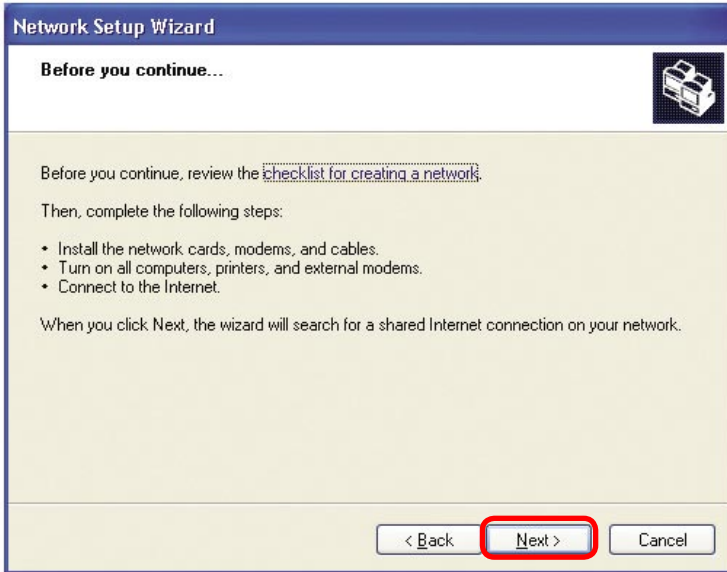 Network Setup Wizard
Before you continue...
Before you continue, review the checklist for creating a network.
Then, complete the following steps:
• Install the network cards, modems, and cables.
• Turn on all computers, printers, and external modems.
• Connect to the Internet.
When you click Next, the wizard will search for a shared Internet connection on your network.
< Back
Next >
Cancel